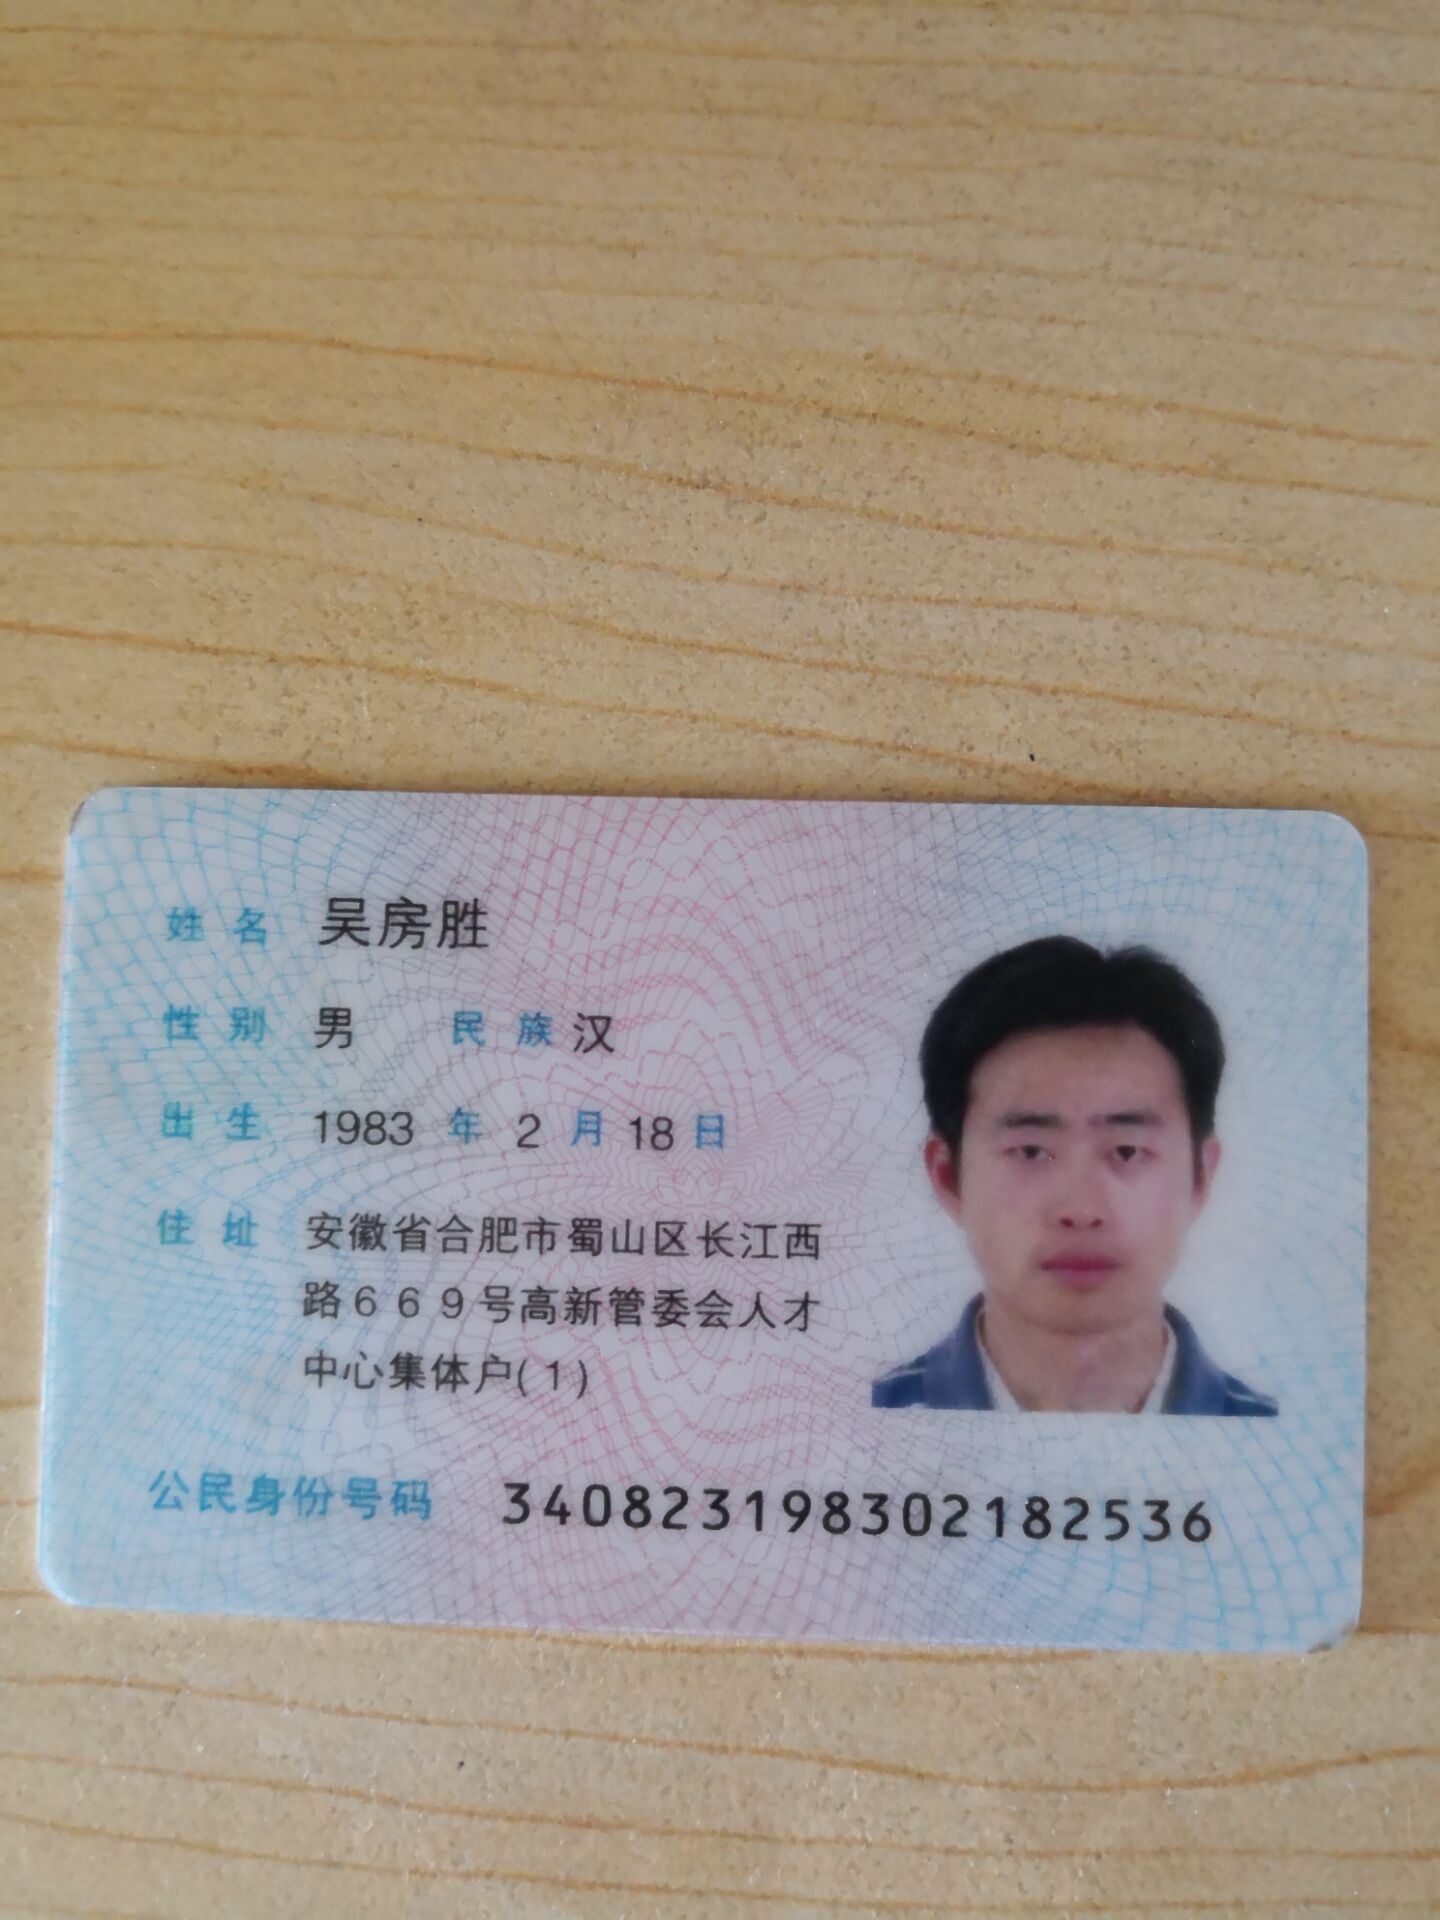 姓名 吴房胜
性别 男 民族 汉
出生 1983 年 2 月 18 日
住址 安徽省合肥市蜀山区长江西
路669号高新管委会人才
中心集体户(1)
公民身份号码 340823198302182536